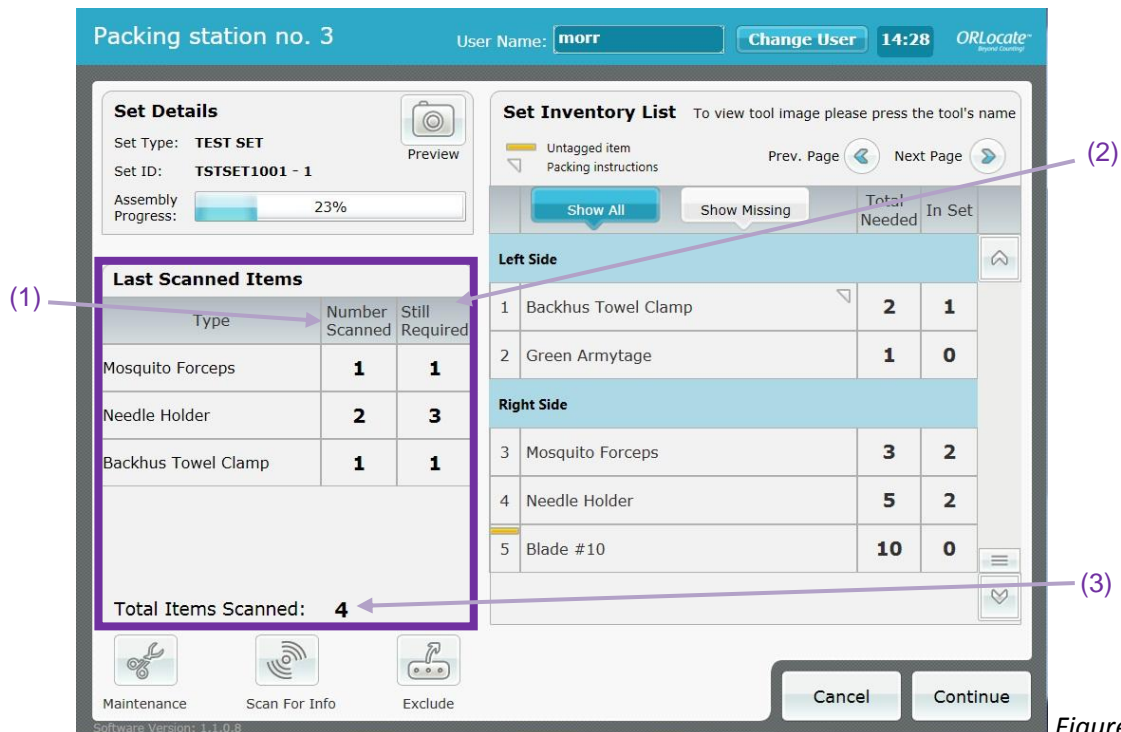 Packing station no. 3
User Name: morr
Change User
14:28
ORLocate™
Beyond Counting!
Set Details
Set Type: TEST SET
Set ID: TSTSET1001 - 1
Assembly
Progress:
23%
Preview
Set Inventory List To view tool image please press the tool's name
Untagged item
Packing instructions
Prev. Page
Next Page
Show All
Show Missing
Total
Needed
In Set
Left Side
1 Backhus Towel Clamp 2 1
2 Green Armytage 1 0
Right Side
3 Mosquito Forceps 3 2
4 Needle Holder 5 2
5 Blade #10 10 0
(1)
(2)
(3)
Last Scanned Items
Type
Number
Scanned
Still
Required
Mosquito Forceps 1 1
Needle Holder 2 3
Backhus Towel Clamp 1 1
Total Items Scanned: 4
Maintenance
Scan For Info
Exclude
Cancel
Continue
Software Version: 1.1.0.8
Figure